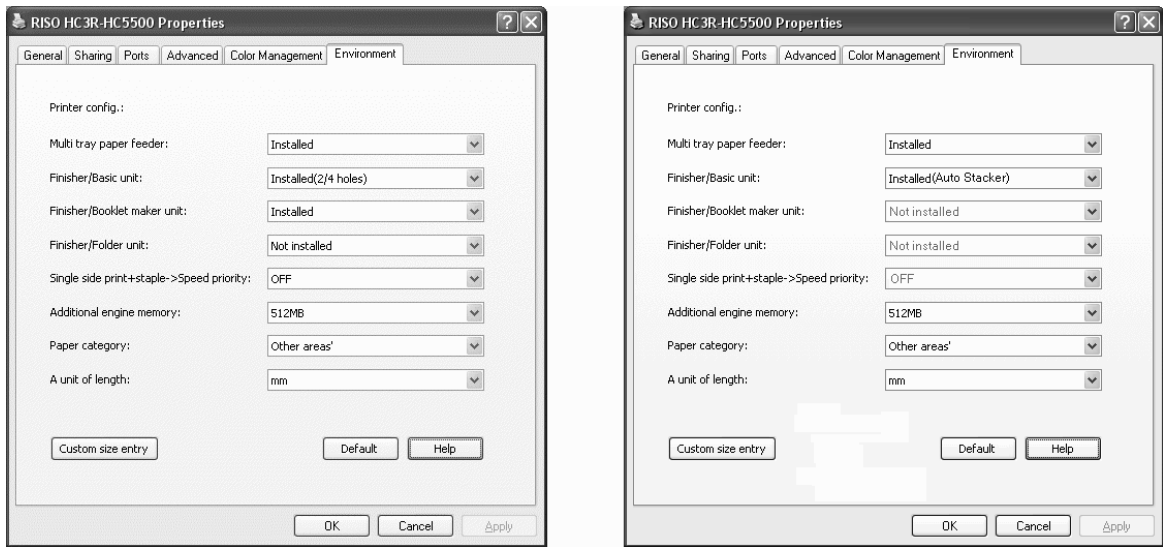 RISO HC3R-HC5500 Properties
General Sharing Ports Advanced Color Management Environment
Printer config.:
Multi tray paper feeder: Installed
Finisher/Basic unit: Installed(2/4 holes)
Finisher/Booklet maker unit: Installed
Finisher/Folder unit: Not installed
Single side print+staple->Speed priority: OFF
Additional engine memory: 512MB
Paper category: Other areas'
A unit of length: mm
Custom size entry Default Help
OK Cancel Apply
RISO HC3R-HC5500 Properties
General Sharing Ports Advanced Color Management Environment
Printer config.:
Multi tray paper feeder: Installed
Finisher/Basic unit: Installed(Auto Stacker)
Finisher/Booklet maker unit: Not installed
Finisher/Folder unit: Not installed
Single side print+staple->Speed priority: OFF
Additional engine memory: 512MB
Paper category: Other areas'
A unit of length: mm
Custom size entry Default Help
OK Cancel Apply